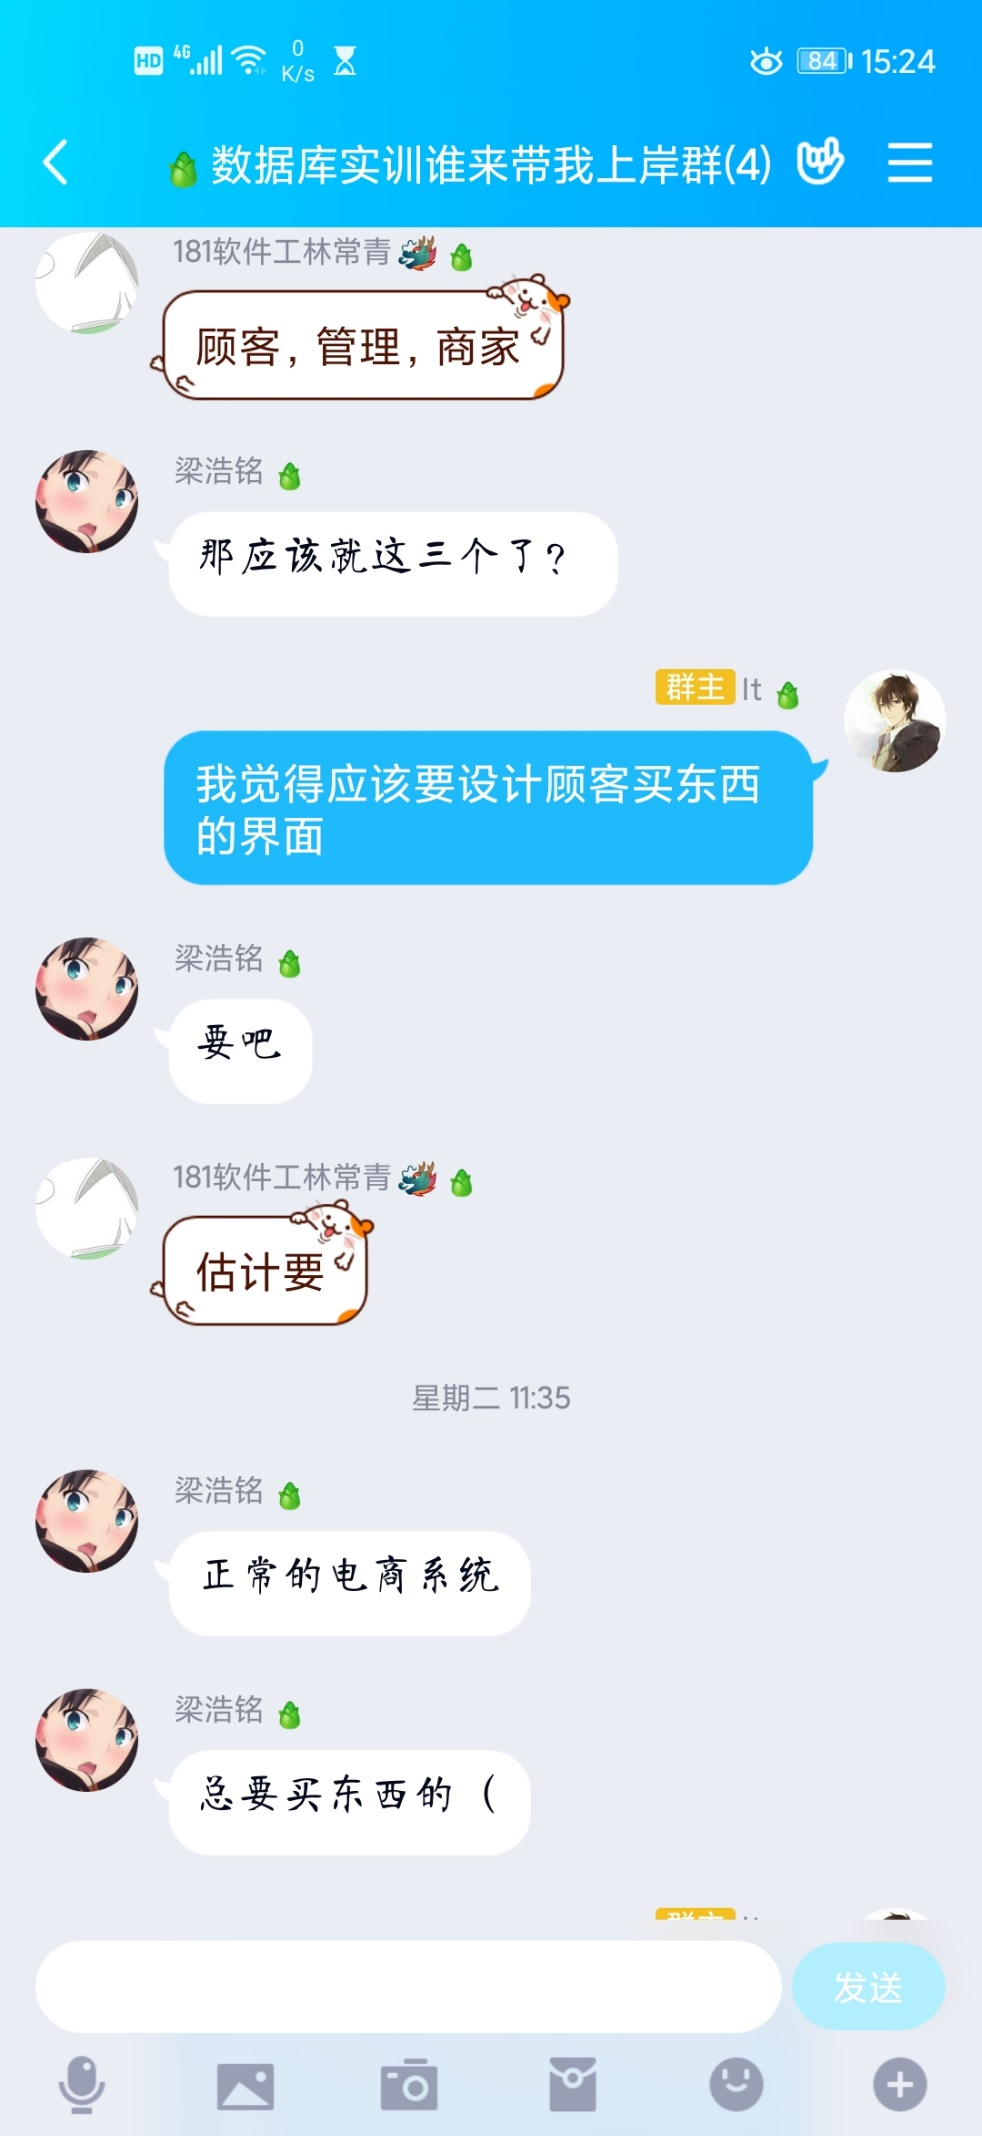 HD 4G 0 K/s 84 15:24
数据库实训谁来带我上岸群(4)
181软件工林常青
顾客，管理，商家
梁浩铭
那应该就这三个了？
群主 It
我觉得应该要设计顾客买东西
的界面
梁浩铭
要吧
181软件工林常青
估计要
星期二 11:35
梁浩铭
正常的电商系统
梁浩铭
总要买东西的（
群主
发送